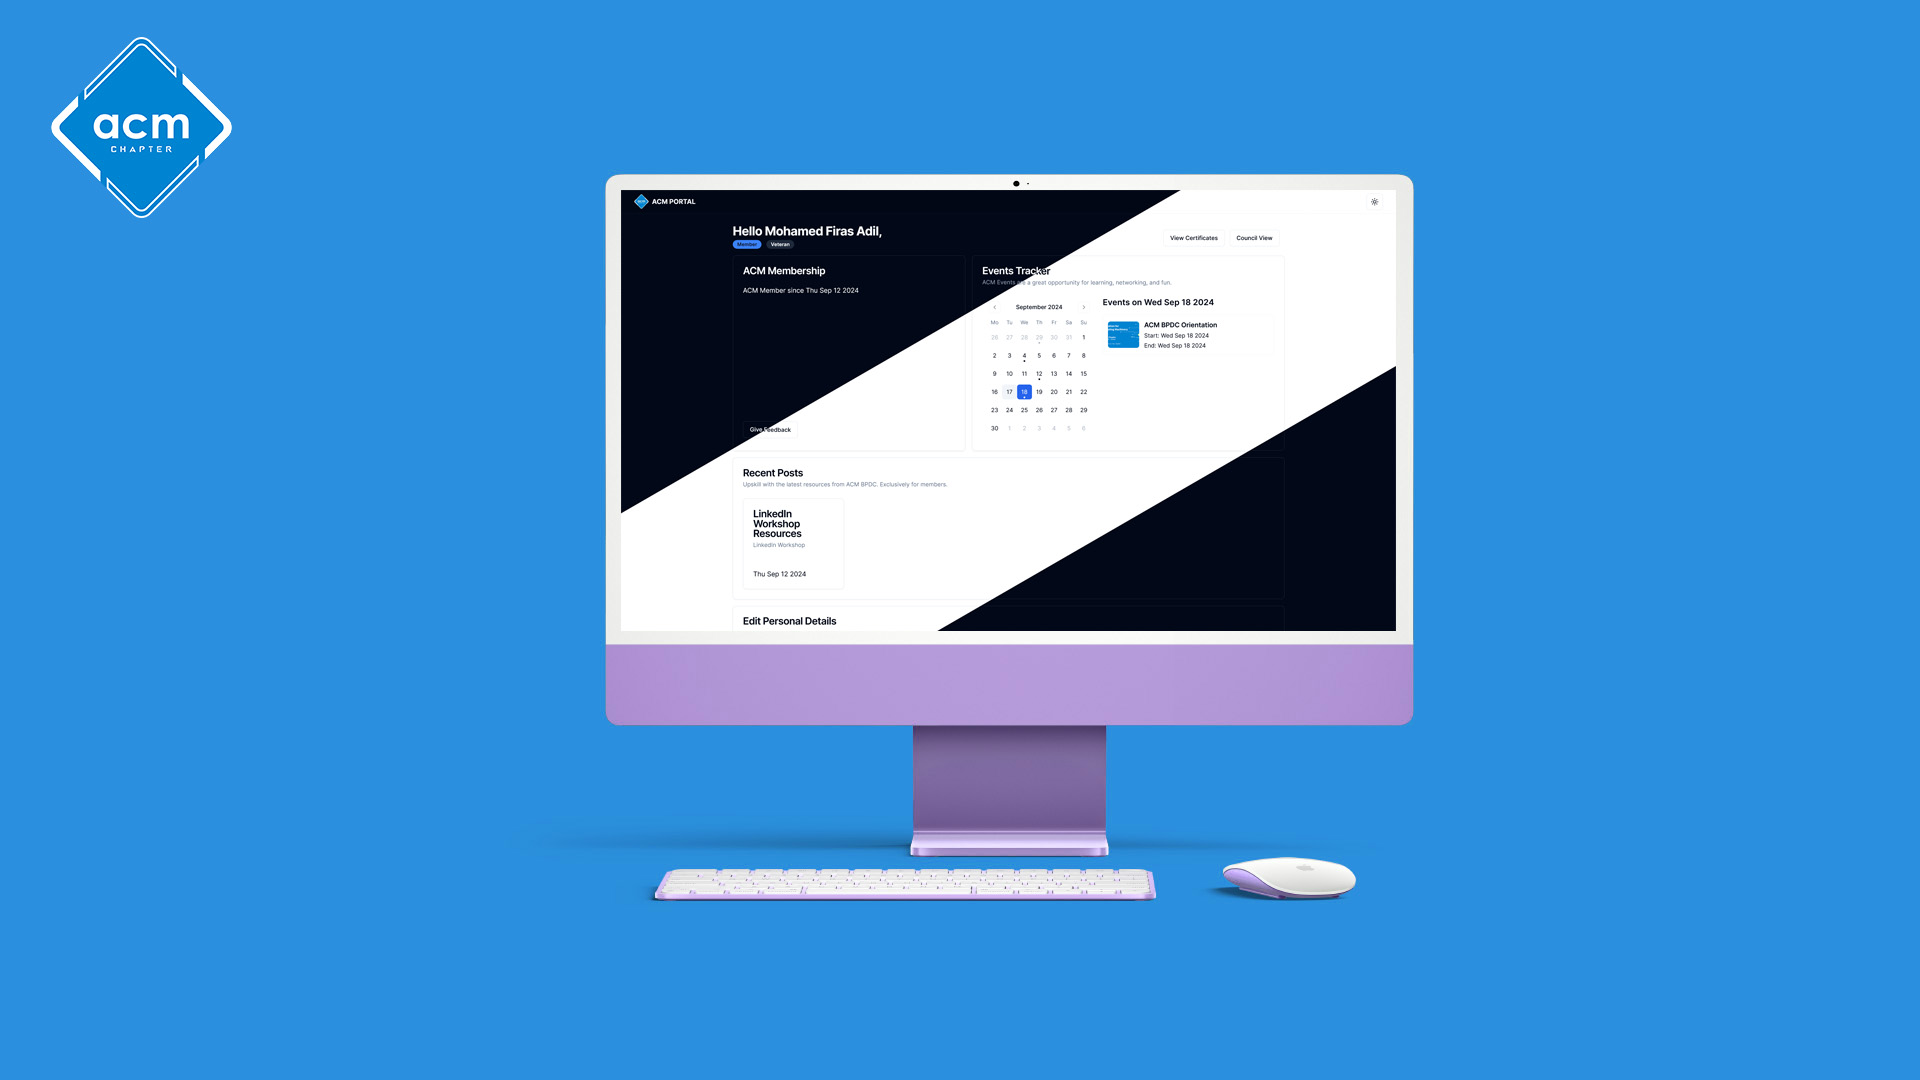 acm
CHAPTER
ACM PORTAL
Hello Mohamed Firas Adil,
Member Veteran
View Certificates Council View
ACM Membership
ACM Member since Thu Sep 12 2024
Give Feedback
Events Tracker
ACM Events are a great opportunity for learning, networking, and fun.
September 2024
Mo Tu We Th Fr Sa Su
26 27 28 29 30 31 1
2 3 4 5 6 7 8
9 10 11 12 13 14 15
16 17 18 19 20 21 22
23 24 25 26 27 28 29
30 1 2 3 4 5 6
Events on Wed Sep 18 2024
ACM BPDC Orientation
Start: Wed Sep 18 2024
End: Wed Sep 18 2024
Recent Posts
Upskill with the latest resources from ACM BPDC. Exclusively for members.
LinkedIn
Workshop
Resources
LinkedIn Workshop
Thu Sep 12 2024
Edit Personal Details